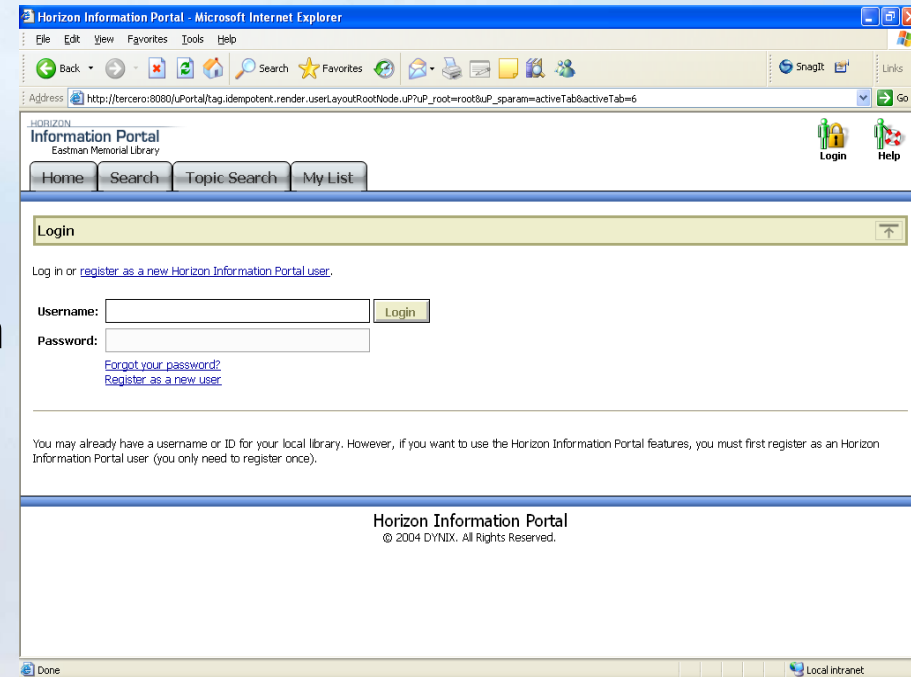 Horizon Information Portal - Microsoft Internet Explorer
File Edit View Favorites Tools Help
Back Search Favorites SnagIt Links
Address http://tercero:8080/uPortal/tag.idempotent.render.userLayoutRootNode.uP?uP_root=root&uP_sparam=activeTab&activeTab=6 Go
HORIZON
Information Portal
Eastman Memorial Library
Login Help
Home Search Topic Search My List
Login
Log in or register as a new Horizon Information Portal user.
Username: Login
Password:
Forgot your password?
Register as a new user
You may already have a username or ID for your local library. However, if you want to use the Horizon Information Portal features, you must first register as an Horizon
Information Portal user (you only need to register once).
Horizon Information Portal
© 2004 DYNIX. All Rights Reserved.
Done Local intranet